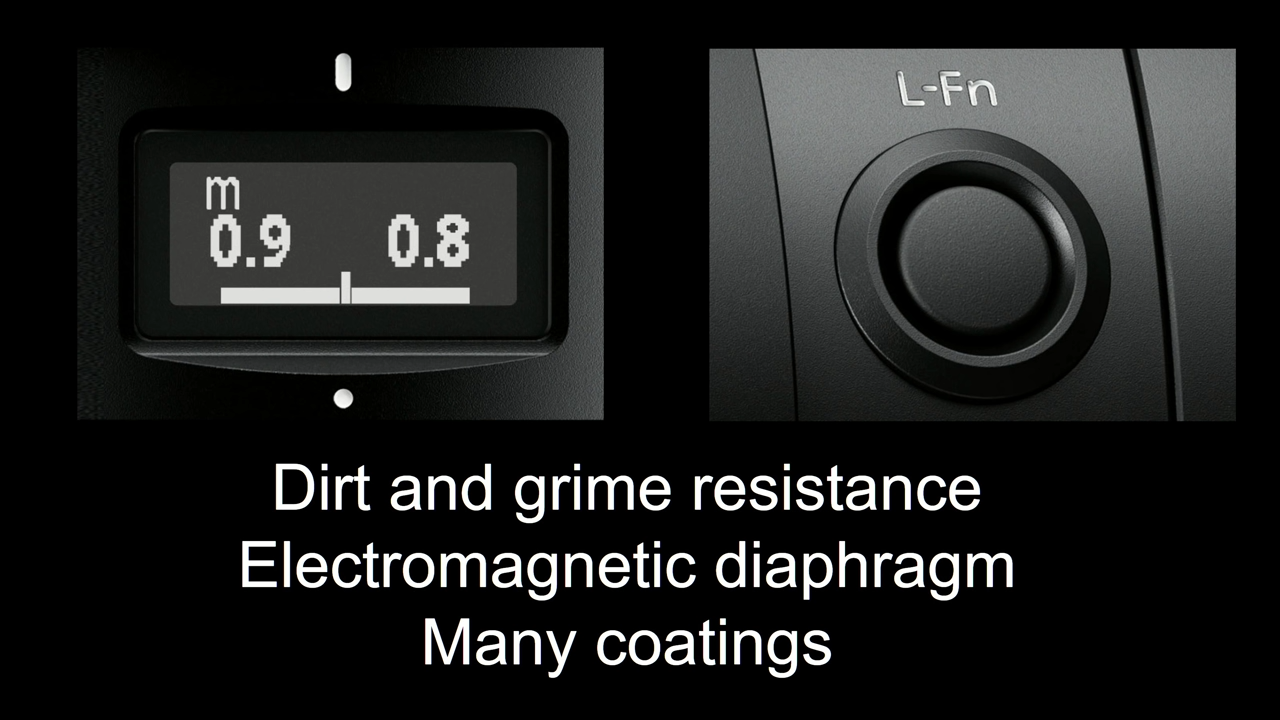 m
0.9 0.8
L-Fn
Dirt and grime resistance
Electromagnetic diaphragm
Many coatings